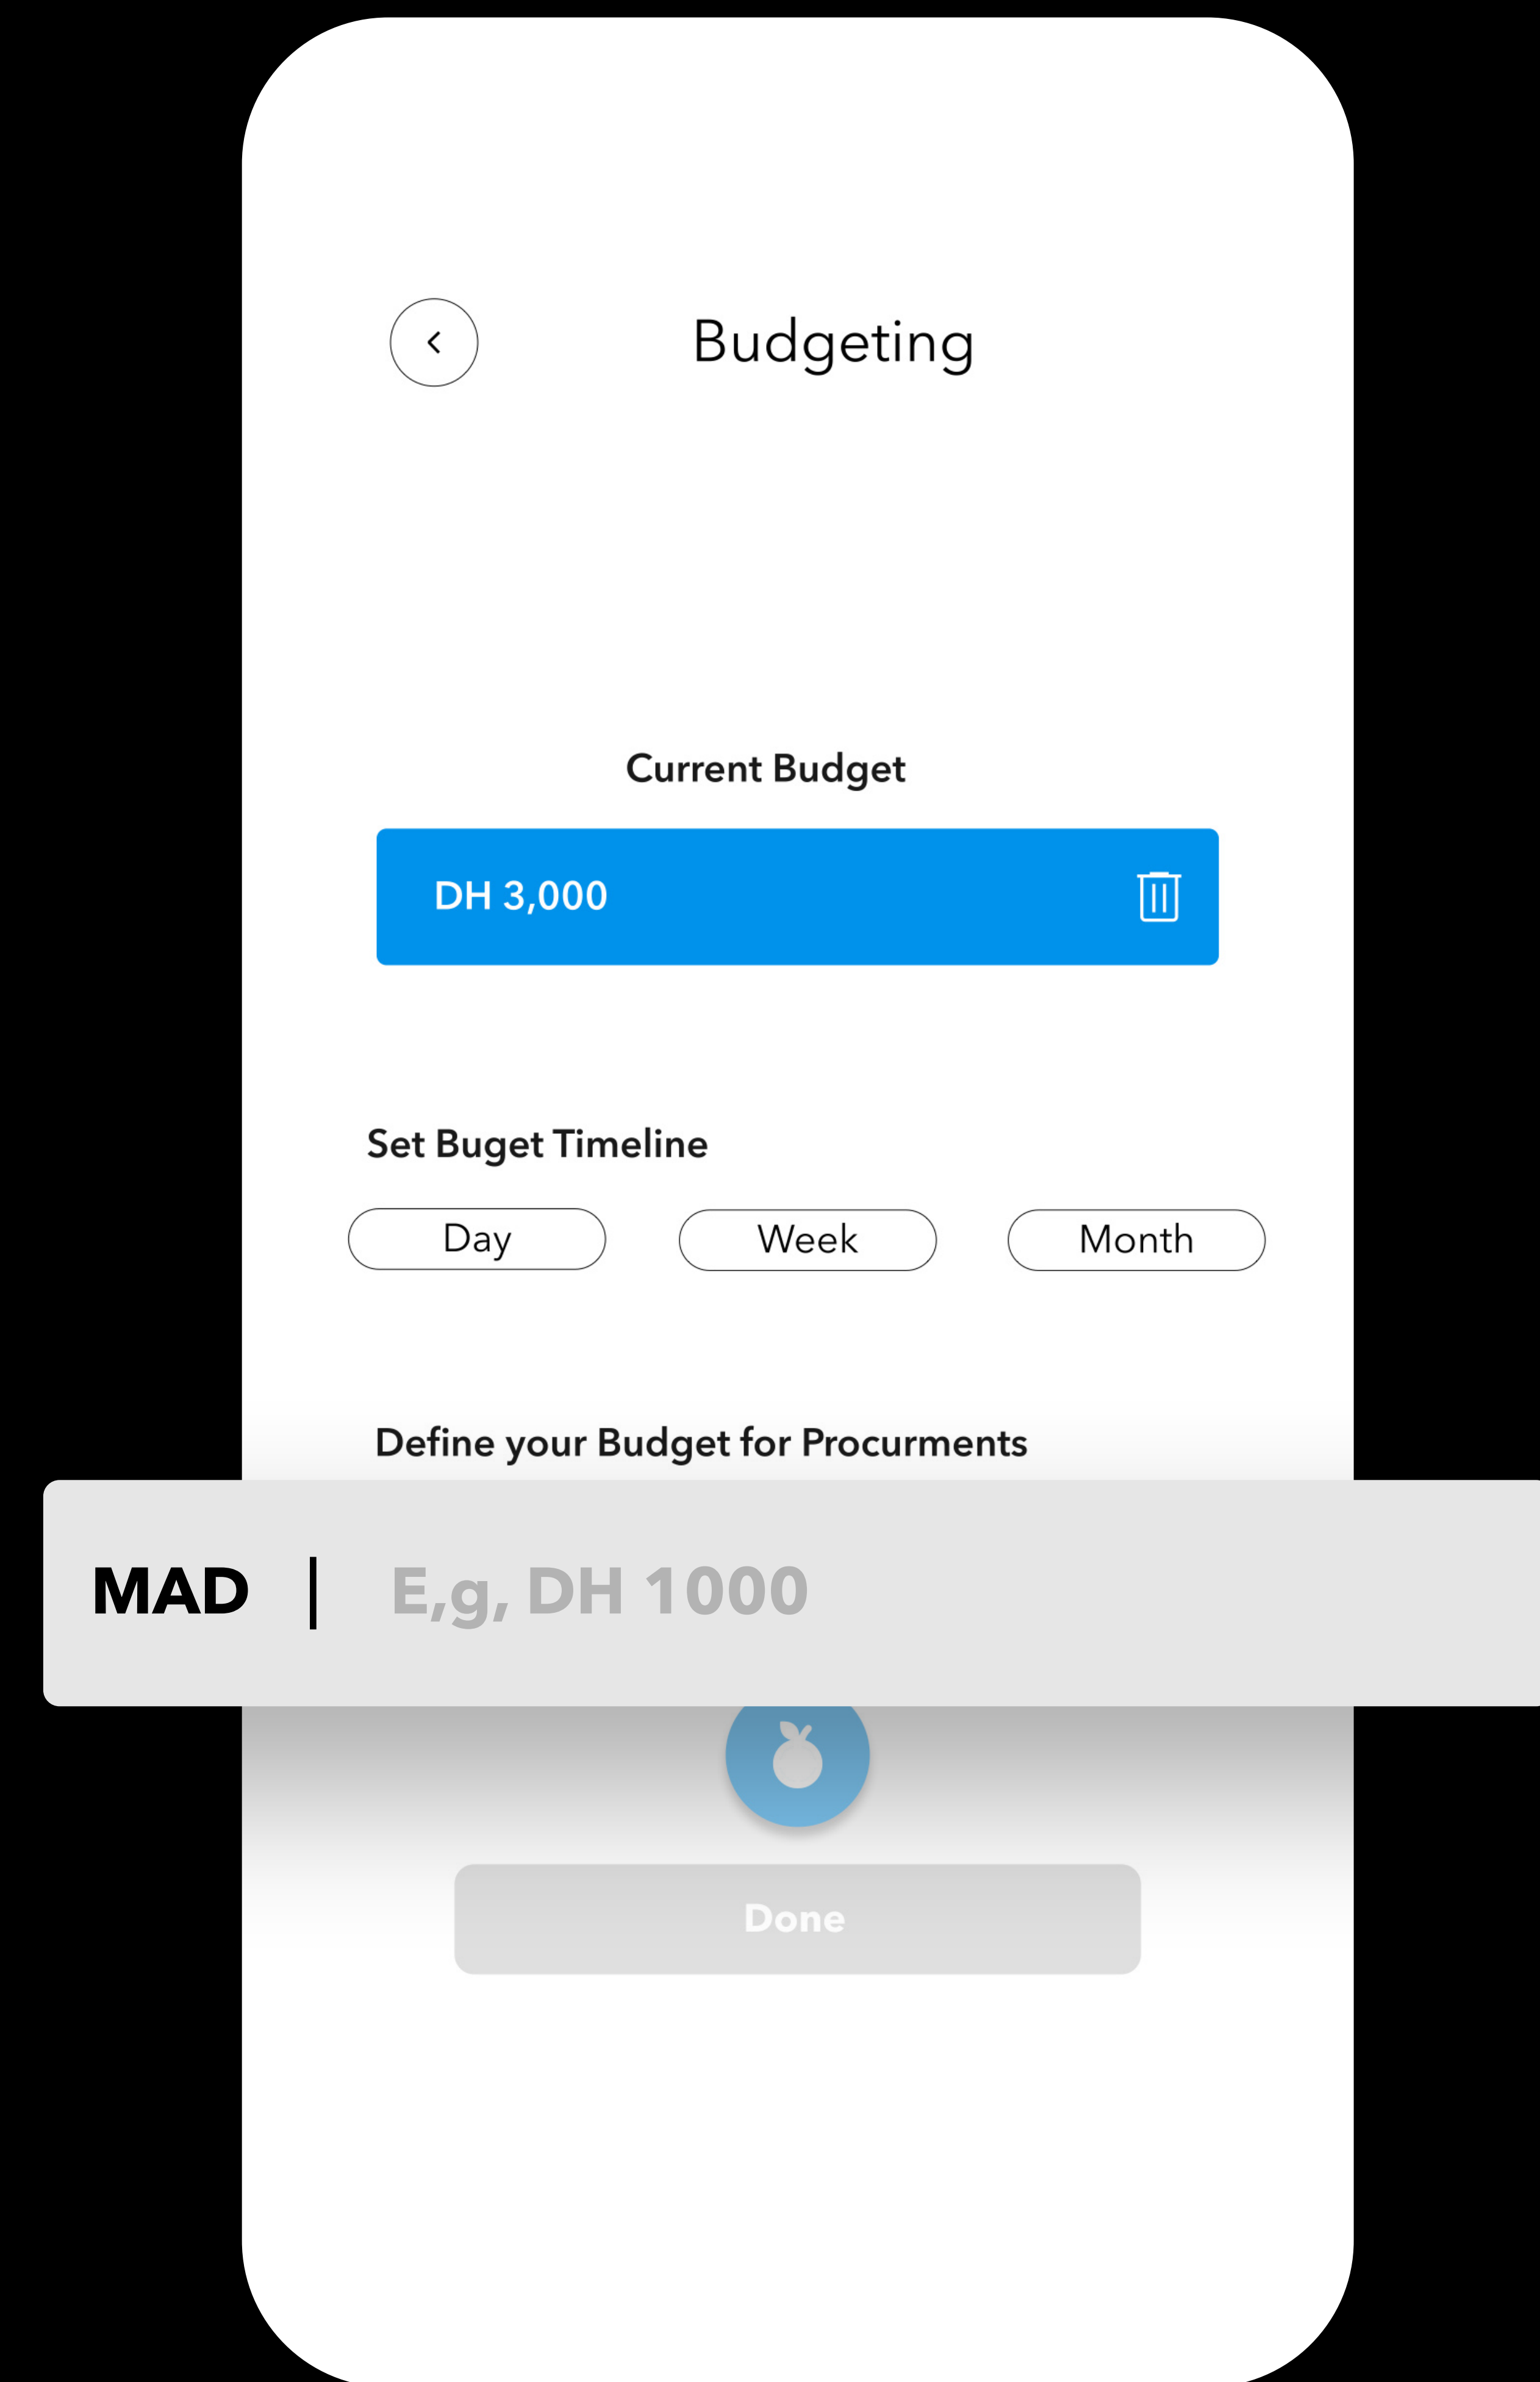 Budgeting
Current Budget
DH 3,000
Set Buget Timeline
Day Week Month
Define your Budget for Procurments
MAD | E,g, DH 1000
Done